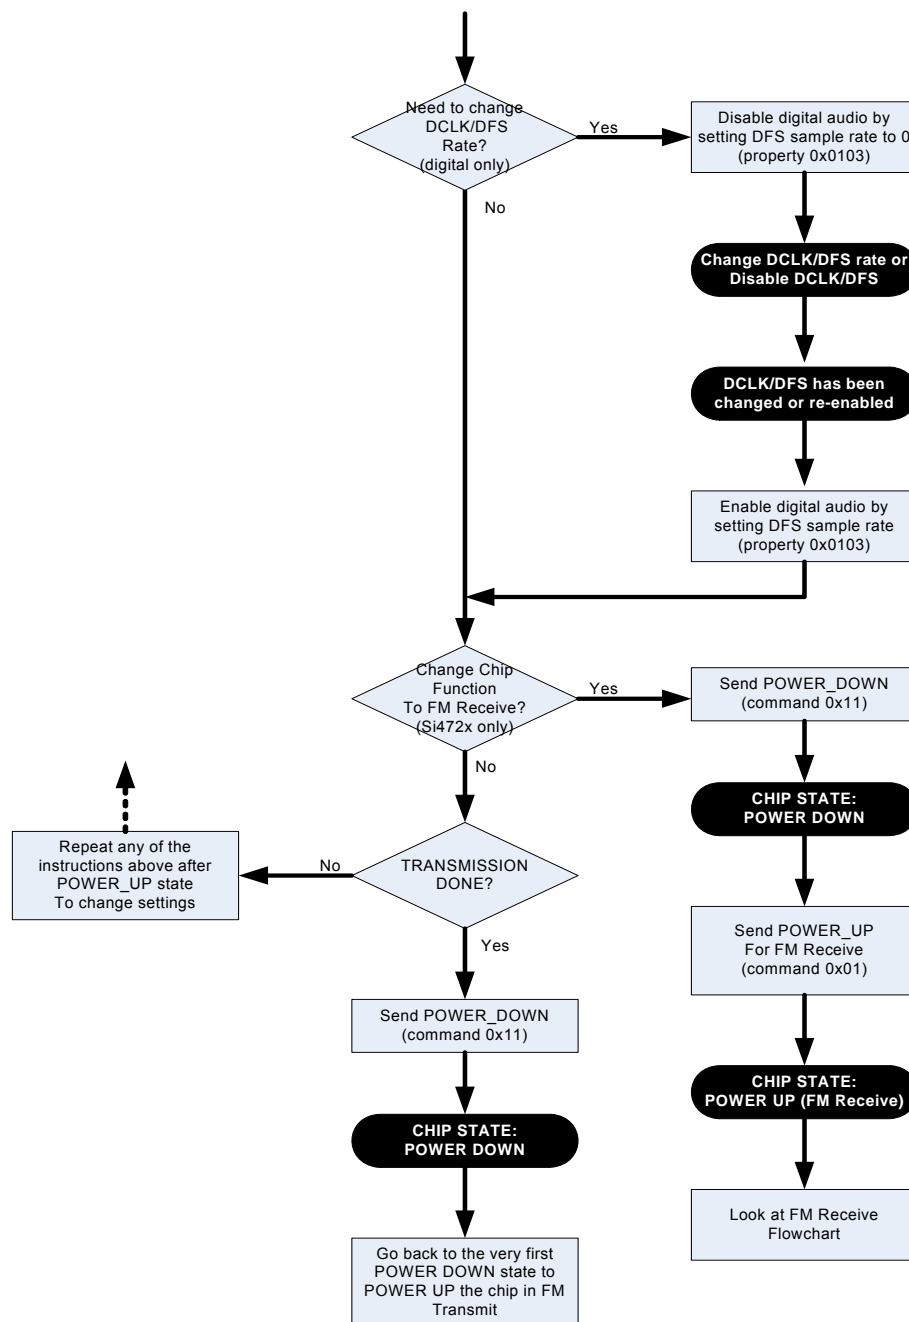 Need to change
DCLK/DFS
Rate?
(digital only)
Yes
No
Disable digital audio by
setting DFS sample rate to 0
(property 0x0103)
Change DCLK/DFS rate or
Disable DCLK/DFS
DCLK/DFS has been
changed or re-enabled
Enable digital audio by
setting DFS sample rate
(property 0x0103)
Change Chip
Function
To FM Receive?
(Si472x only)
Yes
No
Send POWER_DOWN
(command 0x11)
CHIP STATE:
POWER DOWN
Send POWER_UP
For FM Receive
(command 0x01)
CHIP STATE:
POWER UP (FM Receive)
Look at FM Receive
Flowchart
TRANSMISSION
DONE?
No
Yes
Repeat any of the
instructions above after
POWER_UP state
To change settings
Send POWER_DOWN
(command 0x11)
CHIP STATE:
POWER DOWN
Go back to the very first
POWER DOWN state to
POWER UP the chip in FM
Transmit